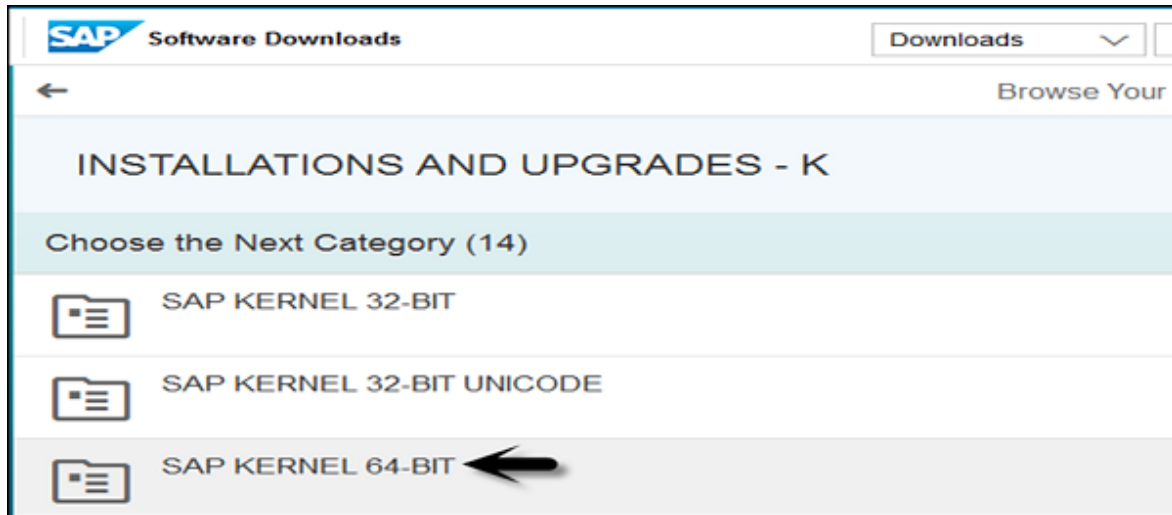 SAP Software Downloads Downloads
Browse Your
INSTALLATIONS AND UPGRADES - K
Choose the Next Category (14)
SAP KERNEL 32-BIT
SAP KERNEL 32-BIT UNICODE
SAP KERNEL 64-BIT